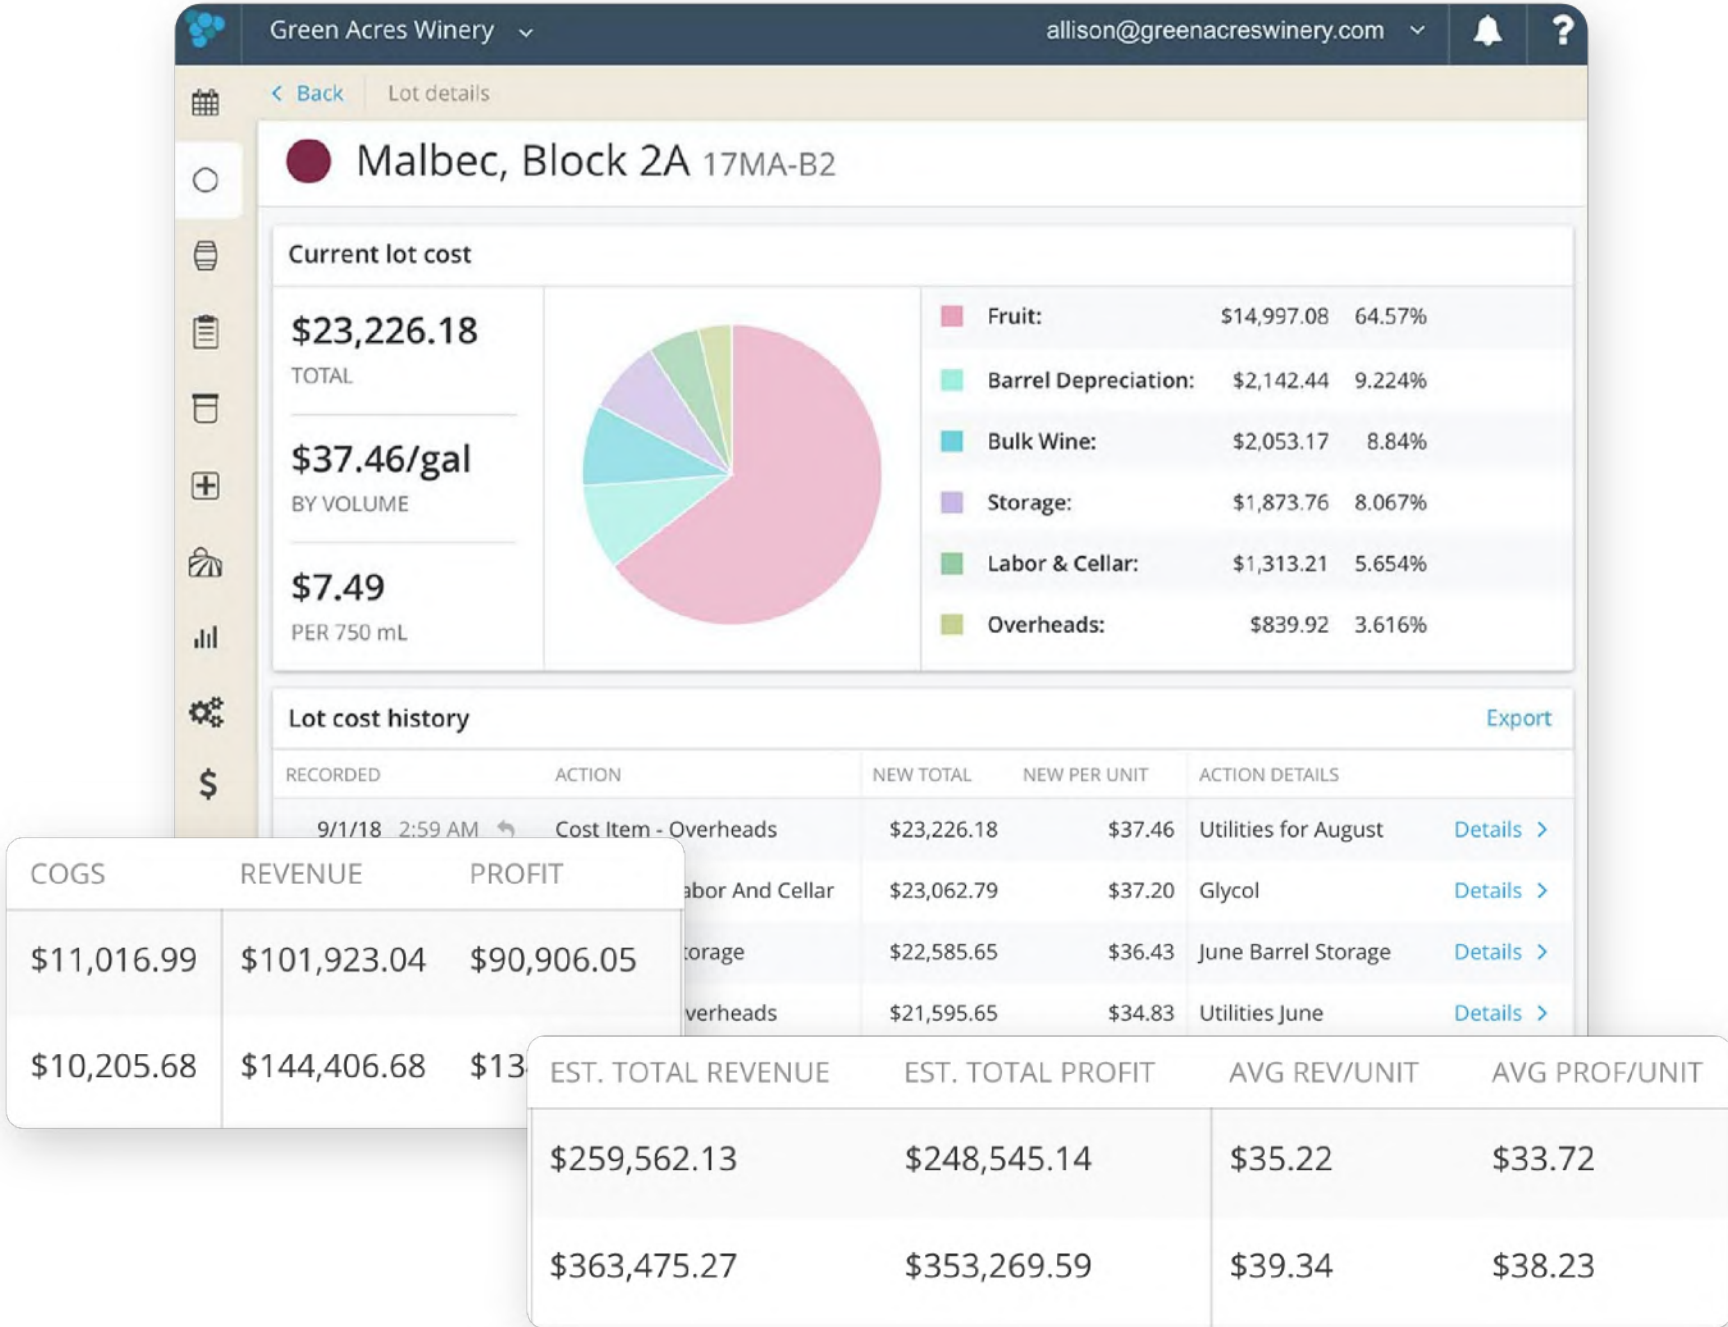 Green Acres Winery allison@greenacreswinery.com ?
Back Lot details
Malbec, Block 2A 17MA-B2
Current lot cost
$23,226.18
TOTAL
$37.46/gal
BY VOLUME
$7.49
PER 750 mL
Fruit: $14,997.08 64.57%
Barrel Depreciation: $2,142.44 9.224%
Bulk Wine: $2,053.17 8.84%
Storage: $1,873.76 8.067%
Labor & Cellar: $1,313.21 5.654%
Overheads: $839.92 3.616%
$
Lot cost history Export
RECORDED ACTION NEW TOTAL NEW PER UNIT ACTION DETAILS
9/1/18 2:59 AM Cost Item - Overheads $23,226.18 $37.46 Utilities for August Details
And Cellar $23,062.79 $37.20 Glycol Details
$22,585.65 $36.43 June Barrel Storage Details
$21,595.65 $34.83 Utilities June Details
COGS REVENUE PROFIT
$11,016.99 $101,923.04 $90,906.05
$10,205.68 $144,406.68
EST. TOTAL REVENUE EST. TOTAL PROFIT AVG REV/UNIT AVG PROF/UNIT
$259,562.13 $248,545.14 $35.22 $33.72
$363,475.27 $353,269.59 $39.34 $38.23